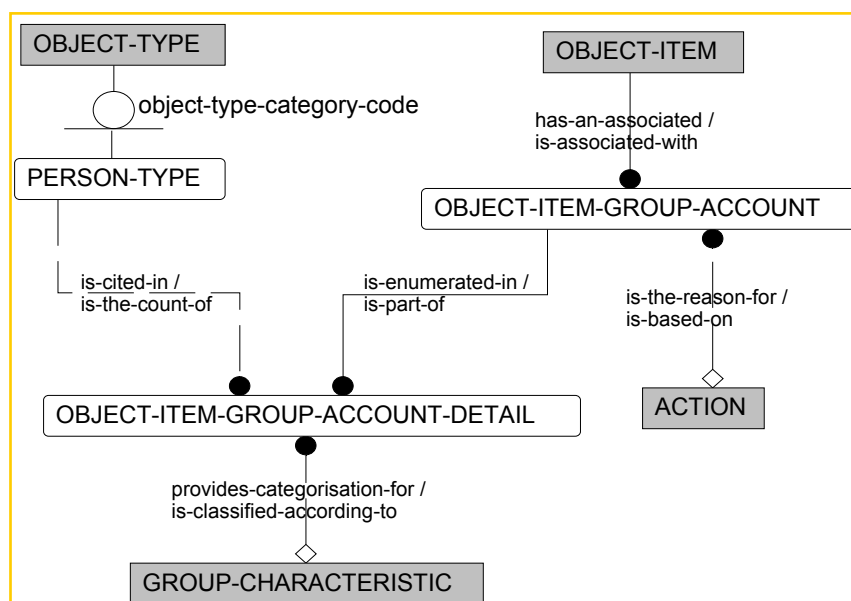 OBJECT-TYPE
OBJECT-ITEM
object-type-category-code
has-an-associated /
is-associated-with
PERSON-TYPE
OBJECT-ITEM-GROUP-ACCOUNT
is-cited-in /
is-the-count-of
is-enumerated-in /
is-part-of
is-the-reason-for /
is-based-on
OBJECT-ITEM-GROUP-ACCOUNT-DETAIL
ACTION
provides-categorisation-for /
is-classified-according-to
GROUP-CHARACTERISTIC